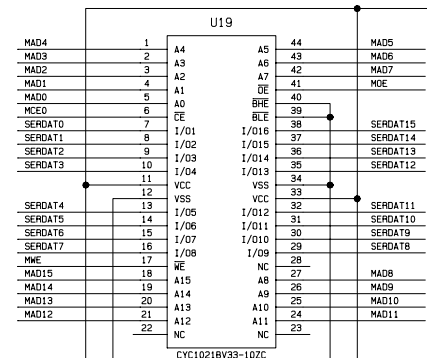 U19
MAD4 1 A4 A5 44 MAD5
MAD3 2 A3 A6 43 MAD6
MAD2 3 A2 A7 42 MAD7
MAD1 4 A1 OE 41 MOE
MAD0 5 A0 BHE 40
MCE0 6 CE BLE 39
SERDAT0 7 I/O1 I/O16 38 SERDAT15
SERDAT1 8 I/O2 I/O15 37 SERDAT14
SERDAT2 9 I/O3 I/O14 36 SERDAT13
SERDAT3 10 I/O4 I/O13 35 SERDAT12
11 VCC VSS 34
12 VSS VCC 33
SERDAT4 13 I/O5 I/O12 32 SERDAT11
SERDAT5 14 I/O6 I/O11 31 SERDAT10
SERDAT6 15 I/O7 I/O10 30 SERDAT9
SERDAT7 16 I/O8 I/O9 29 SERDAT8
MWE 17 WE NC 28
MAD15 18 A15 A8 27 MAD8
MAD14 19 A14 A9 26 MAD9
MAD13 20 A13 A10 25 MAD10
MAD12 21 A12 A11 24 MAD11
22 NC NC 23
CYC1021BV33-10ZC